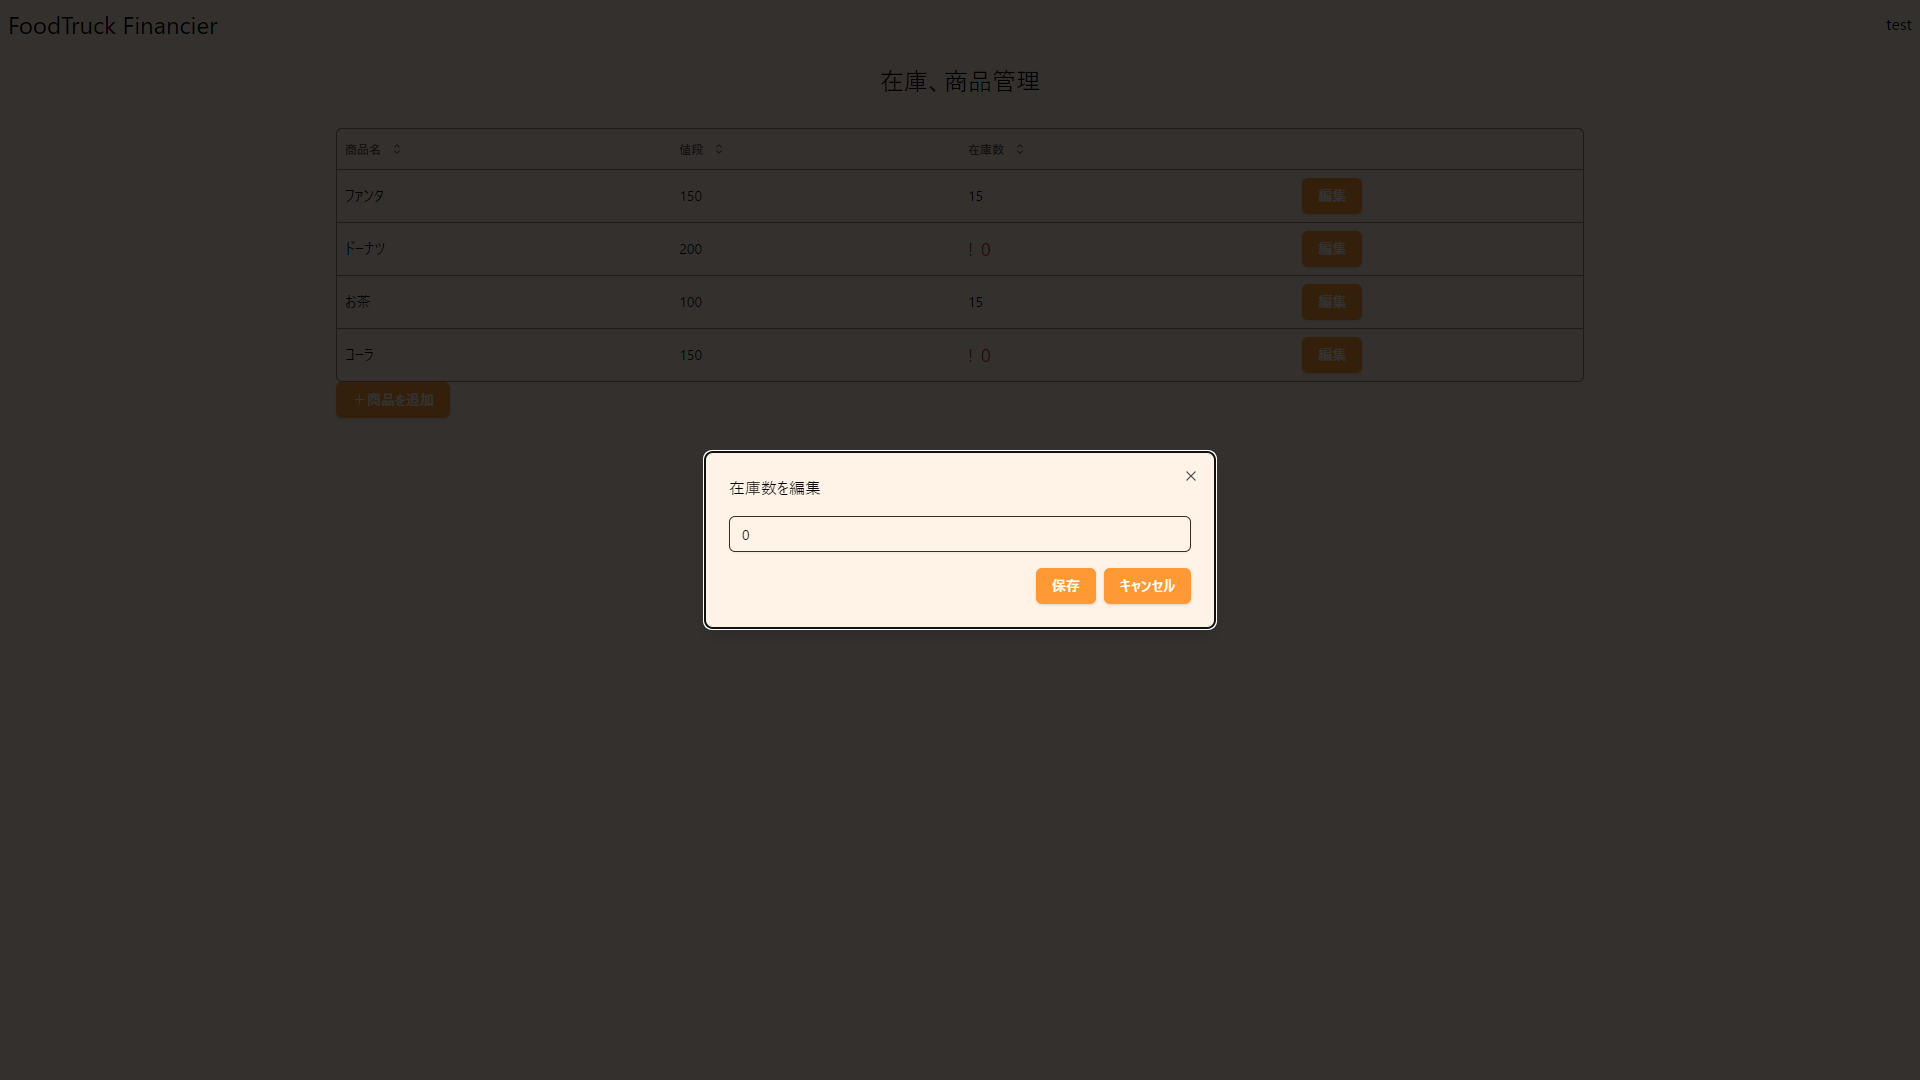 FoodTruck Financier
test
在庫、商品管理
商品名 値段 在庫数
ファンタ 150 15 編集
ドーナツ 200 ! 0 編集
お茶 100 15 編集
コーラ 150 ! 0 編集
+商品を追加
在庫数を編集
0
保存 キャンセル